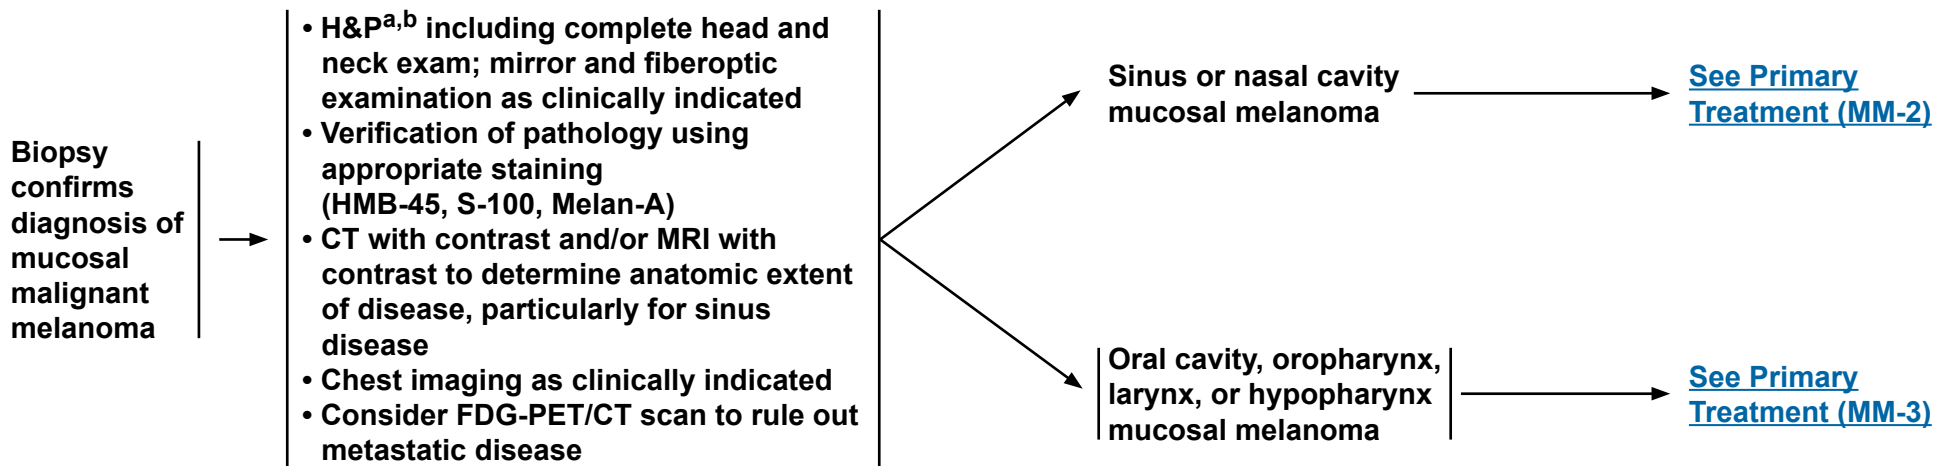 Biopsy
confirms
diagnosis of
mucosal
malignant
melanoma
• H&Pa,b including complete head and
neck exam; mirror and fiberoptic
examination as clinically indicated
• Verification of pathology using
appropriate staining
(HMB-45, S-100, Melan-A)
• CT with contrast and/or MRI with
contrast to determine anatomic extent
of disease, particularly for sinus
disease
• Chest imaging as clinically indicated
• Consider FDG-PET/CT scan to rule out
metastatic disease
Sinus or nasal cavity
mucosal melanoma
See Primary
Treatment (MM-2)
Oral cavity, oropharynx,
larynx, or hypopharynx
mucosal melanoma
See Primary
Treatment (MM-3)